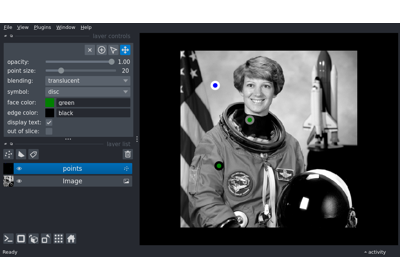 File View Plugins Window Help
layer controls
opacity: 1.00
point size: 20
blending: translucent
symbol: disc
face color: green
edge color: black
display text:
out of slice:
layer list
points
Image
Ready
activity